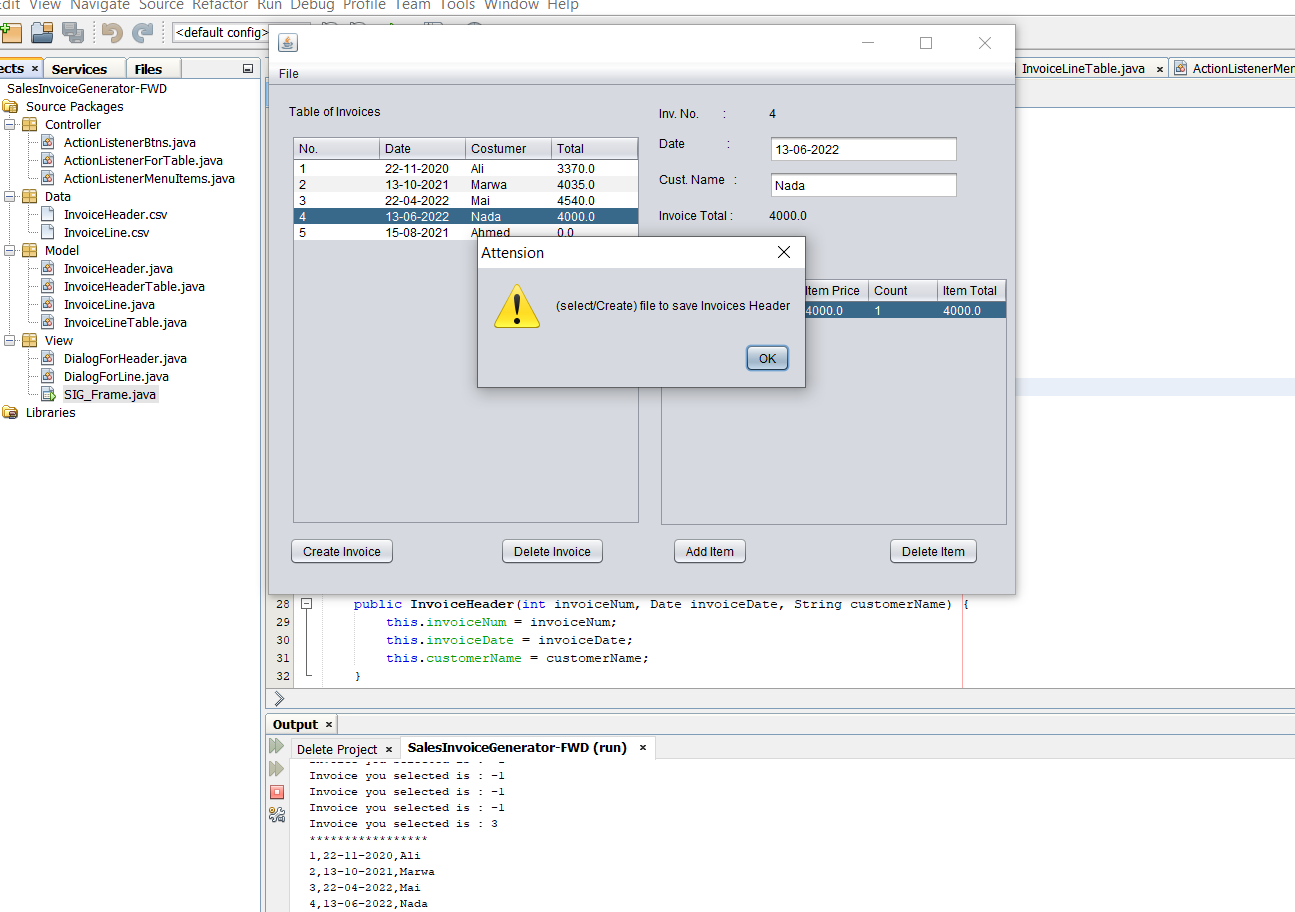 Edit View Navigate Source Refactor Run Debug Profile Team Tools Window Help
<default config>
Services
Files
InvoiceLineTable.java
SalesInvoiceGenerator-FWD
Source Packages
Controller
ActionListenerBtns.java
ActionListenerForTable.java
ActionListenerMenuItems.java
Data
InvoiceHeader.csv
InvoiceLine.csv
Model
InvoiceHeader.java
InvoiceHeaderTable.java
InvoiceLine.java
InvoiceLineTable.java
View
DialogForHeader.java
DialogForLine.java
SIG_Frame.java
Libraries
File
Table of Invoices
No. Date Costumer Total
1 22-11-2020 Ali 3370.0
2 13-10-2021 Marwa 4035.0
3 22-04-2022 Mai 4540.0
4 13-06-2022 Nada 4000.0
5 15-08-2021 Ahmed 0.0
Inv. No. : 4
Date : 13-06-2022
Cust. Name : Nada
Invoice Total : 4000.0
Item Price Count Item Total
4000.0 1 4000.0
Attension
(select/Create) file to save Invoices Header
OK
Create Invoice
Delete Invoice
Add Item
Delete Item
28 public InvoiceHeader(int invoiceNum, Date invoiceDate, String customerName) {
29 this.invoiceNum = invoiceNum;
30 this.invoiceDate = invoiceDate;
31 this.customerName = customerName;
32 }
Output
Delete Project
SalesInvoiceGenerator-FWD (run)
Invoice you selected is : -1
Invoice you selected is : -1
Invoice you selected is : -1
Invoice you selected is : -1
Invoice you selected is : 3
*****************
1,22-11-2020,Ali
2,13-10-2021,Marwa
3,22-04-2022,Mai
4,13-06-2022,Nada